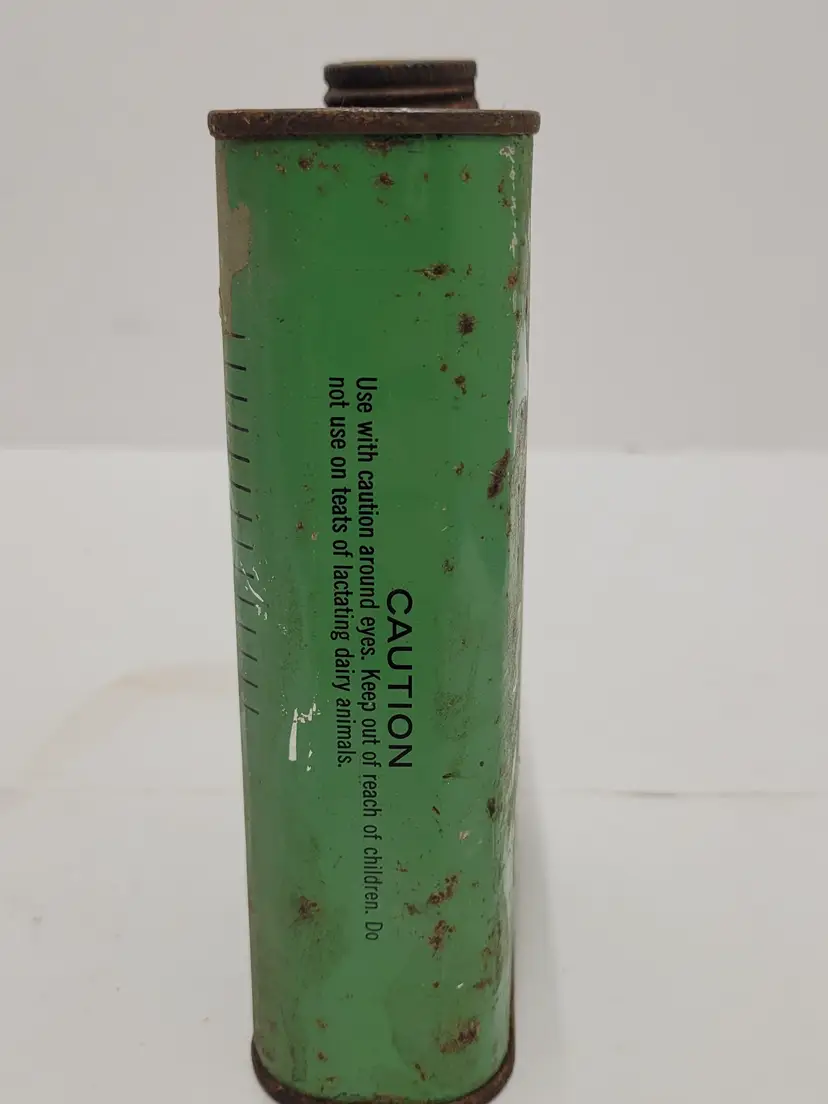 CAUTION
Use with caution around eyes. Keep out of reach of children. Do
not use on teats of lactating dairy animals.